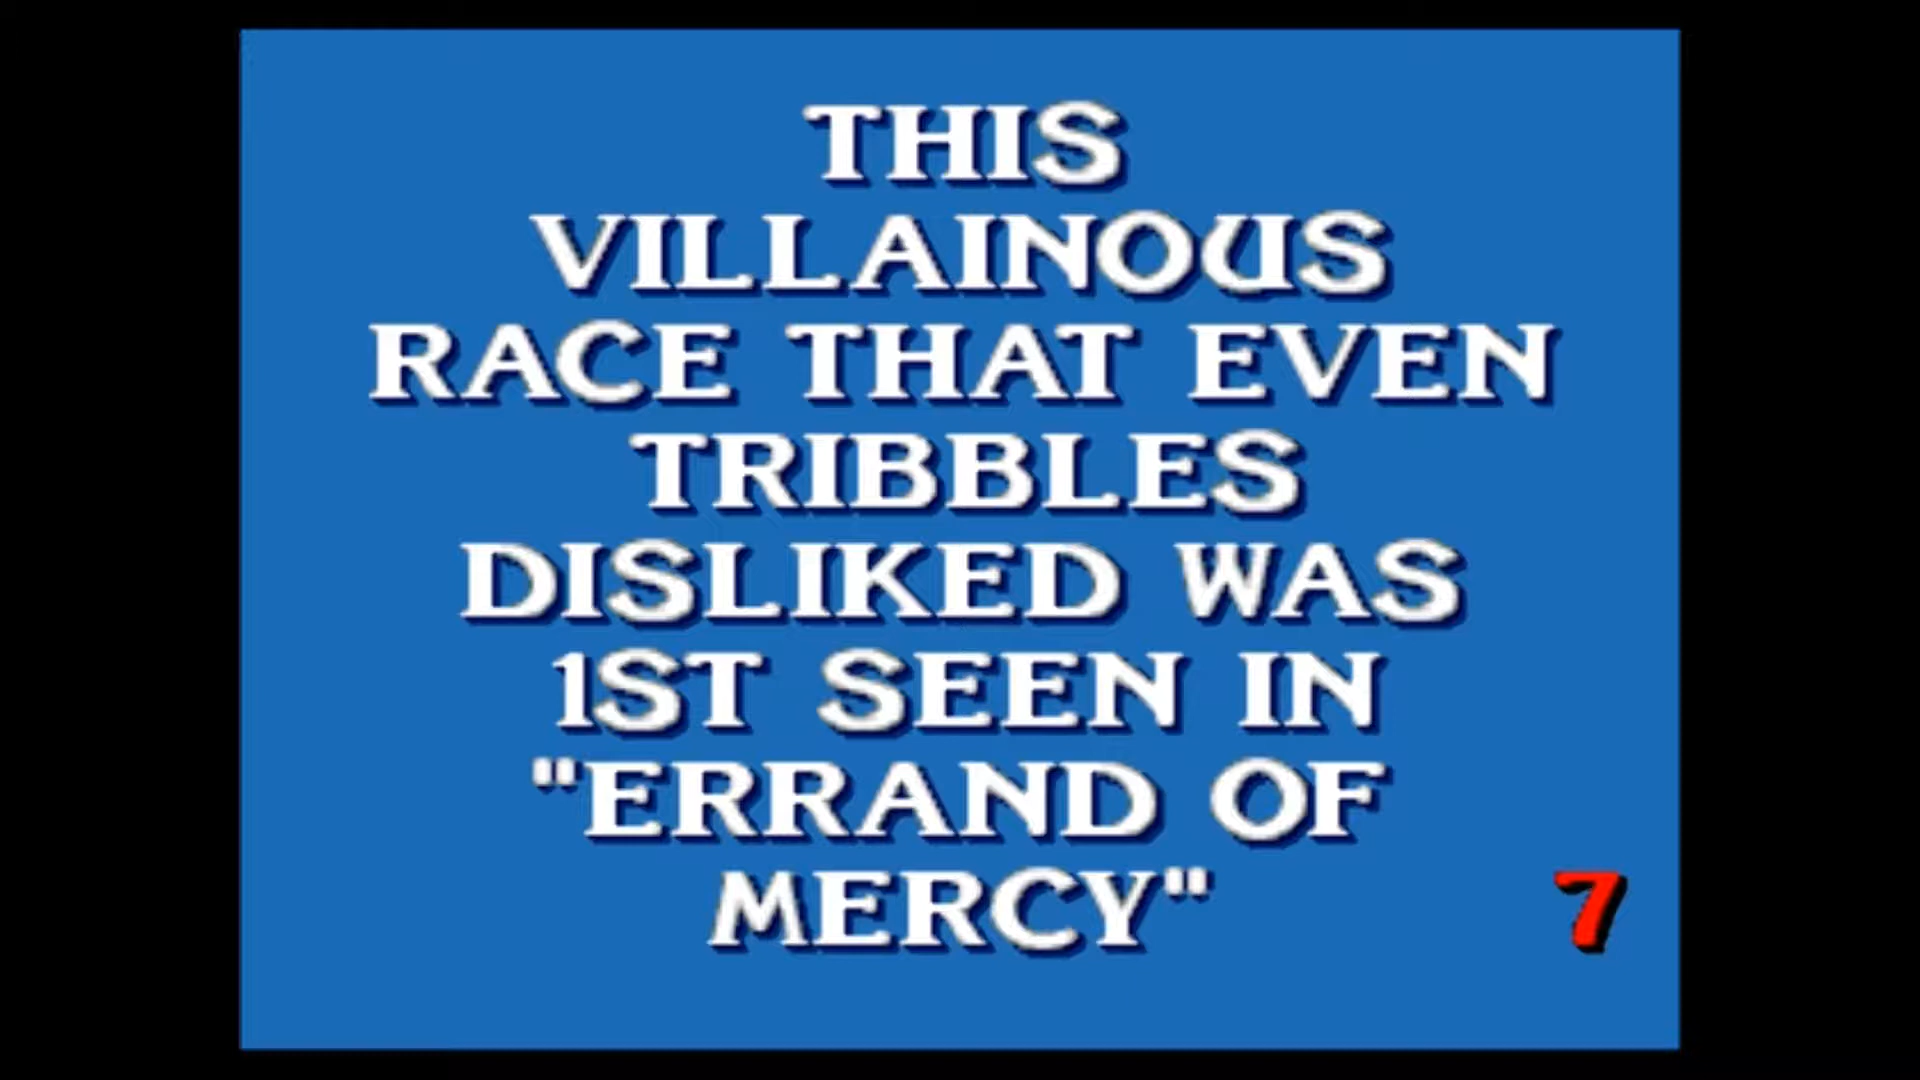 THIS
VILLAINOUS
RACE THAT EVEN
TRIBBLES
DISLIKED WAS
1ST SEEN IN
"ERRAND OF
MERCY"
7